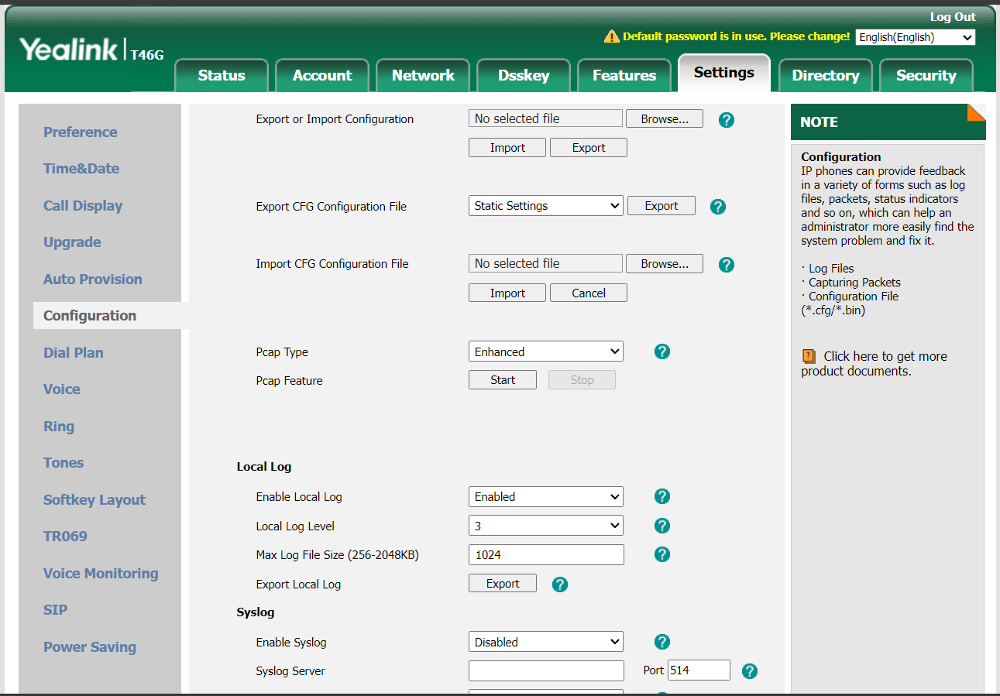 Log Out
Default password is in use. Please change! English(English)
Yealink | T46G
Status Account Network Dsskey Features Settings Directory Security
Preference
Time&Date
Call Display
Upgrade
Auto Provision
Configuration
Dial Plan
Voice
Ring
Tones
Softkey Layout
TR069
Voice Monitoring
SIP
Power Saving
Export or Import Configuration No selected file Browse... ?
Import Export
Export CFG Configuration File Static Settings Export ?
Import CFG Configuration File No selected file Browse... ?
Import Cancel
Pcap Type Enhanced ?
Pcap Feature Start Stop
Local Log
Enable Local Log Enabled ?
Local Log Level 3 ?
Max Log File Size (256-2048KB) 1024 ?
Export Local Log Export ?
Syslog
Enable Syslog Disabled ?
Syslog Server Port 514 ?
NOTE
Configuration
IP phones can provide feedback
in a variety of forms such as log
files, packets, status indicators
and so on, which can help an
administrator more easily find the
system problem and fix it.
· Log Files
· Capturing Packets
· Configuration File
(*.cfg/*.bin)
? Click here to get more
product documents.